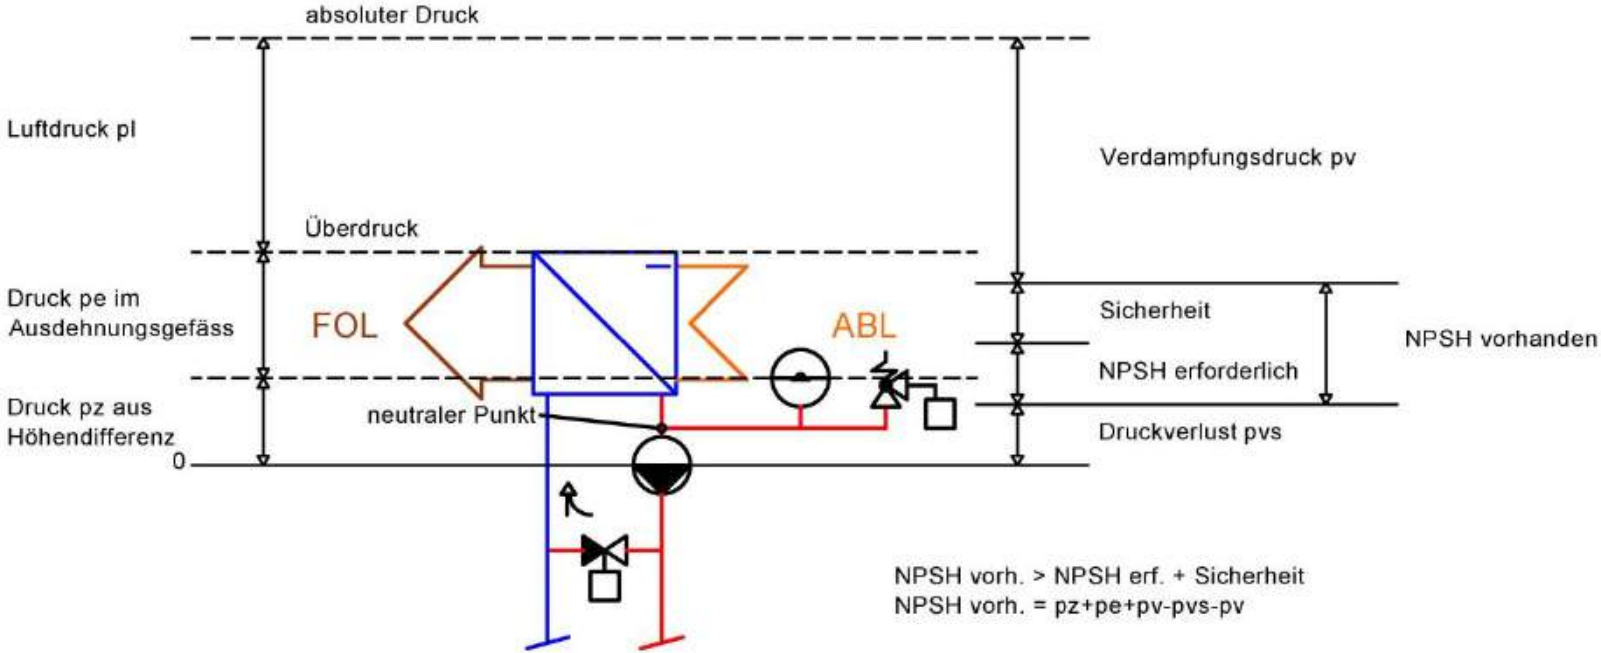 absoluter Druck
Luftdruck pl
Verdampfungsdruck pv
Überdruck
Druck pe im
Ausdehnungsgefäss
FOL
ABL
Sicherheit
NPSH vorhanden
NPSH erforderlich
Druck pz aus
Höhendifferenz
neutraler Punkt
Druckverlust pvs
0
NPSH vorh. > NPSH erf. + Sicherheit
NPSH vorh. = pz+pe+pv-pvs-pv